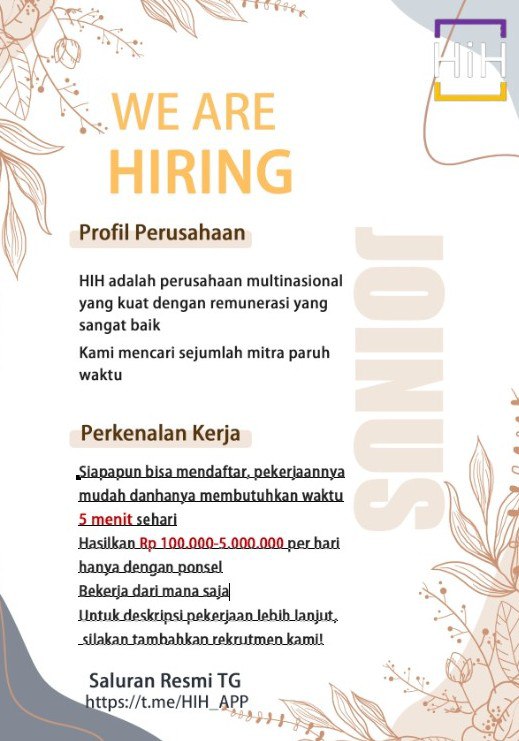 HiH
WE ARE
HIRING
Profil Perusahaan
HIH adalah perusahaan multinasional
yang kuat dengan remunerasi yang
sangat baik
Kami mencari sejumlah mitra paruh
waktu
JOINUS
Perkenalan Kerja
Siapapun bisa mendaftar, pekerjaannya
mudah danhanya membutuhkan waktu
5 menit sehari
Hasilkan Rp 100.000-5.000.000 per hari
hanya dengan ponsel
Bekerja dari mana saja
Untuk deskripsi pekerjaan lebih lanjut,
silakan tambahkan rekrutmen kami!
Saluran Resmi TG
https://t.me/HIH_APP